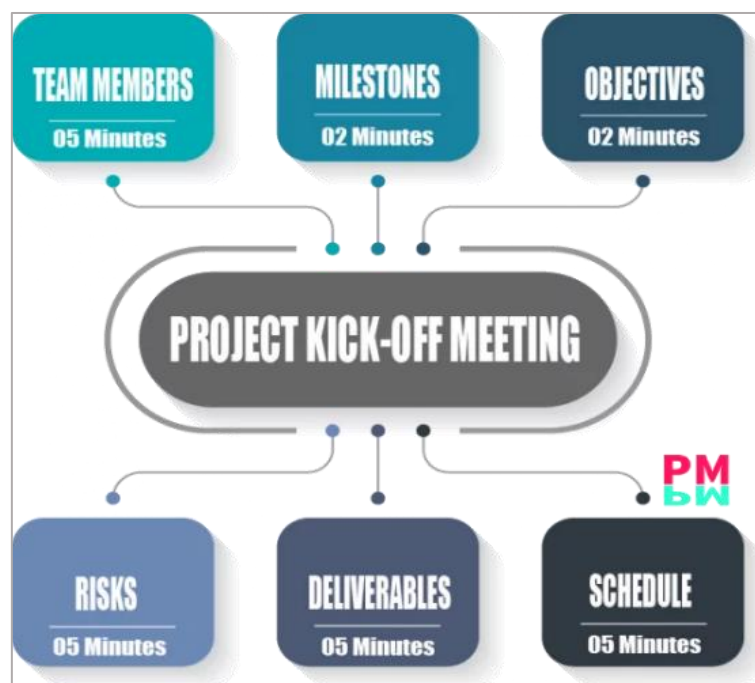 TEAM MEMBERS
05 Minutes
MILESTONES
02 Minutes
OBJECTIVES
02 Minutes
PROJECT KICK-OFF MEETING
PM
PM
RISKS
05 Minutes
DELIVERABLES
05 Minutes
SCHEDULE
05 Minutes